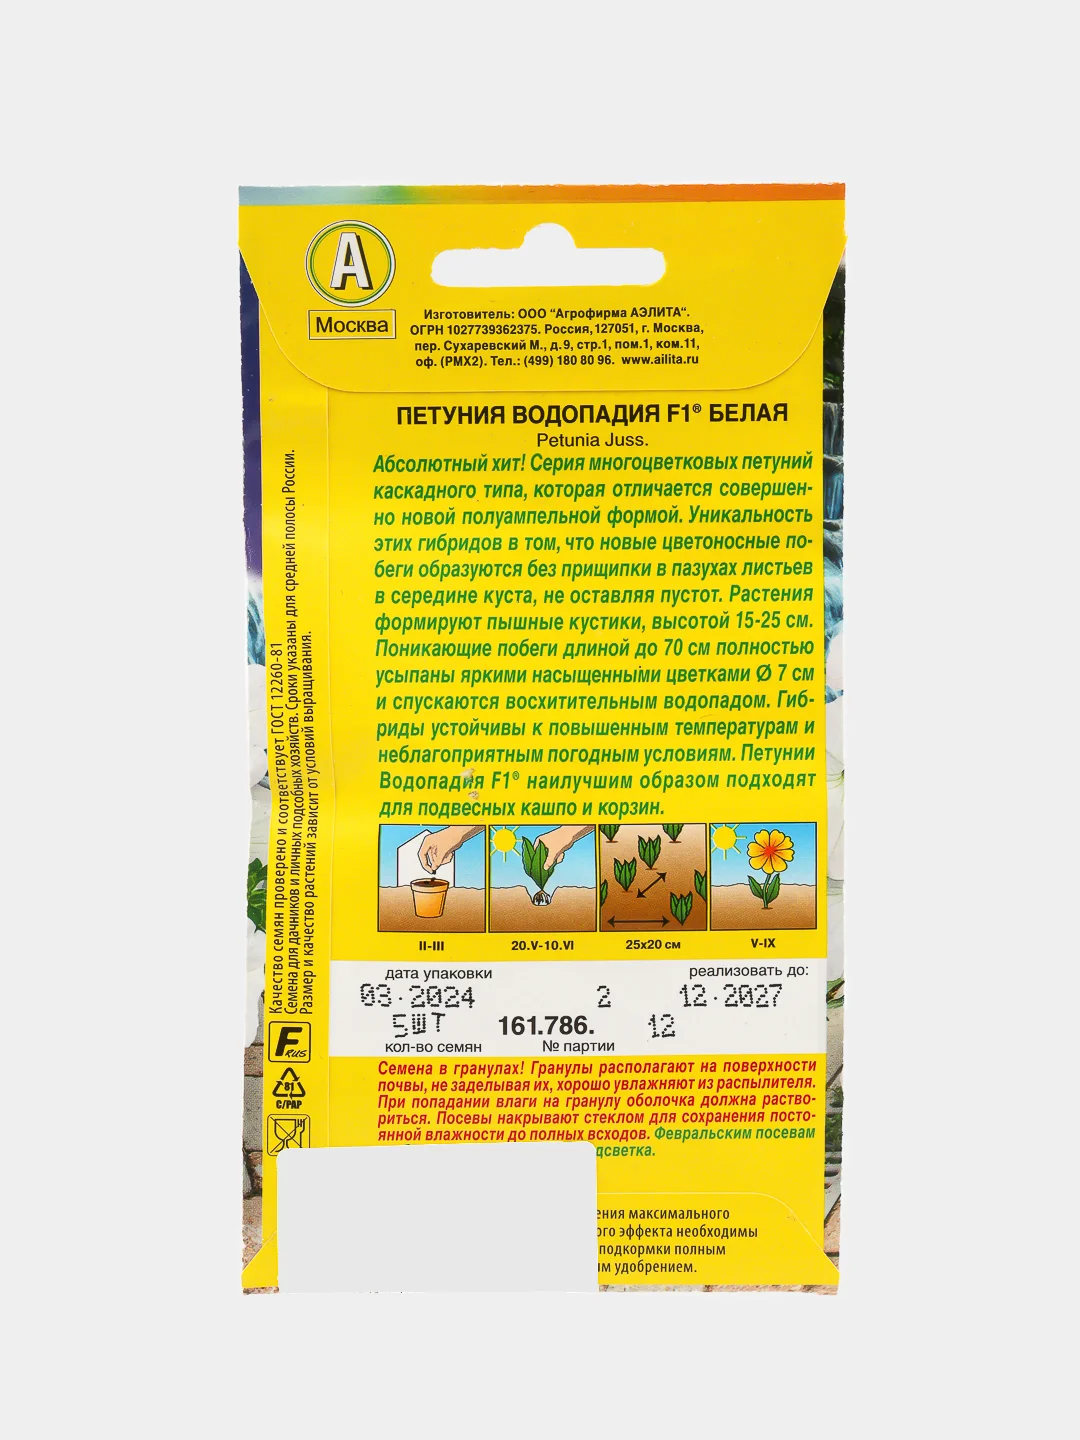 А
Москва
Изготовитель: ООО "Агрофирма АЭЛИТА".
ОГРН 1027739362375. Россия,127051, г. Москва,
пер. Сухаревский М., д.9, стр.1, пом.1, ком.11,
оф. (РМХ2). Тел.: (499) 180 80 96. www.ailita.ru
ПЕТУНИЯ ВОДОПАДИЯ F1® БЕЛАЯ
Petunia Juss.
Абсолютный хит! Серия многоцветковых петуний
каскадного типа, которая отличается совершен-
но новой полуампельной формой. Уникальность
этих гибридов в том, что новые цветоносные по-
беги образуются без прищипки в пазухах листьев
в середине куста, не оставляя пустот. Растения
формируют пышные кустики, высотой 15-25 см.
Поникающие побеги длиной до 70 см полностью
усыпаны яркими насыщенными цветками Ø 7 см
и спускаются восхитительным водопадом. Гиб-
риды устойчивы к повышенным температурам и
неблагоприятным погодным условиям. Петунии
Водопадия F1® наилучшим образом подходят
для подвесных кашпо и корзин.
II-III
20.V-10.VI
25х20 см
V-IX
дата упаковки
реализовать до:
03·2024
2
12·2027
5ШТ
161.786.
12
кол-во семян
№ партии
Семена в гранулах! Гранулы располагают на поверхности
почвы, не заделывая их, хорошо увлажняют из распылителя.
При попадании влаги на гранулу оболочка должна раство-
риться. Посевы накрывают стеклом для сохранения посто-
янной влажности до полных всходов. Февральским посевам
дсветка.
ения максимального
ого эффекта необходимы
подкормки полным
м удобрением.
Качество семян проверено и соответствует ГОСТ 12260-81
Семена для дачников и личных подсобных хозяйств. Сроки указаны для средней полосы России.
Размер и качество растений зависит от условий выращивания.
F RUS
81
C/PAP